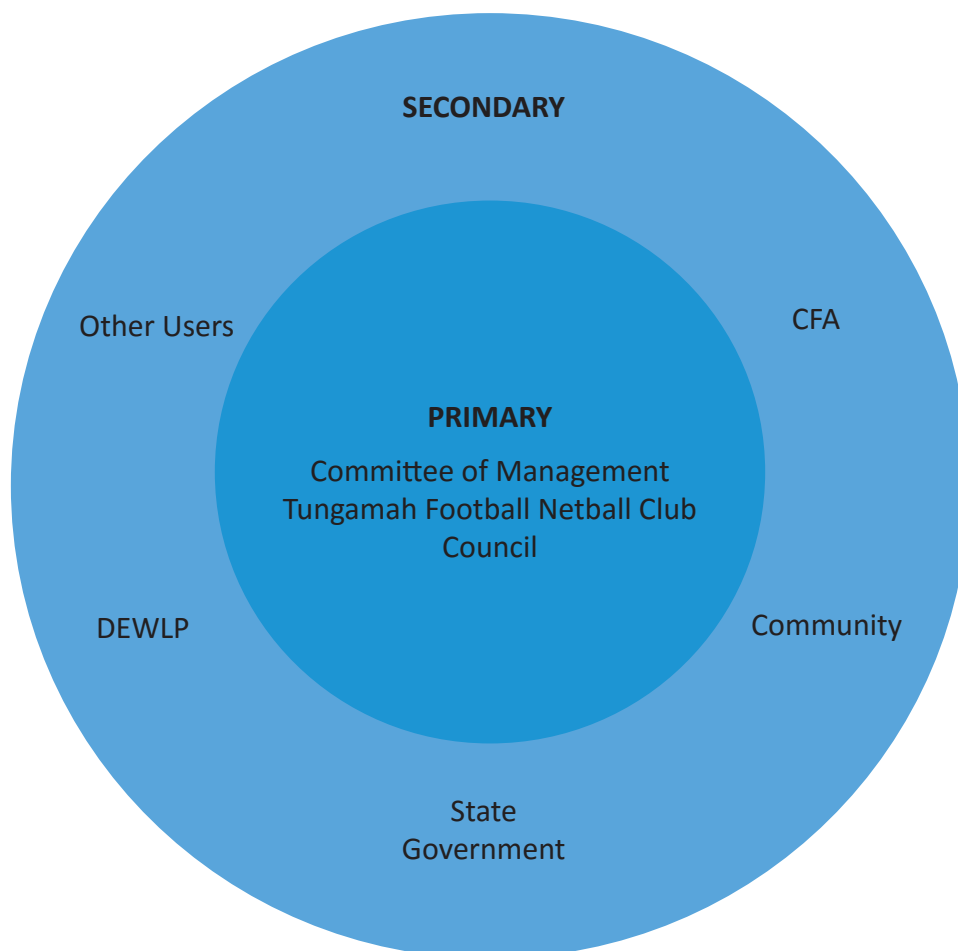 SECONDARY
Other Users
CFA
PRIMARY
Committee of Management
Tungamah Football Netball Club
Council
DEWLP
Community
State
Government